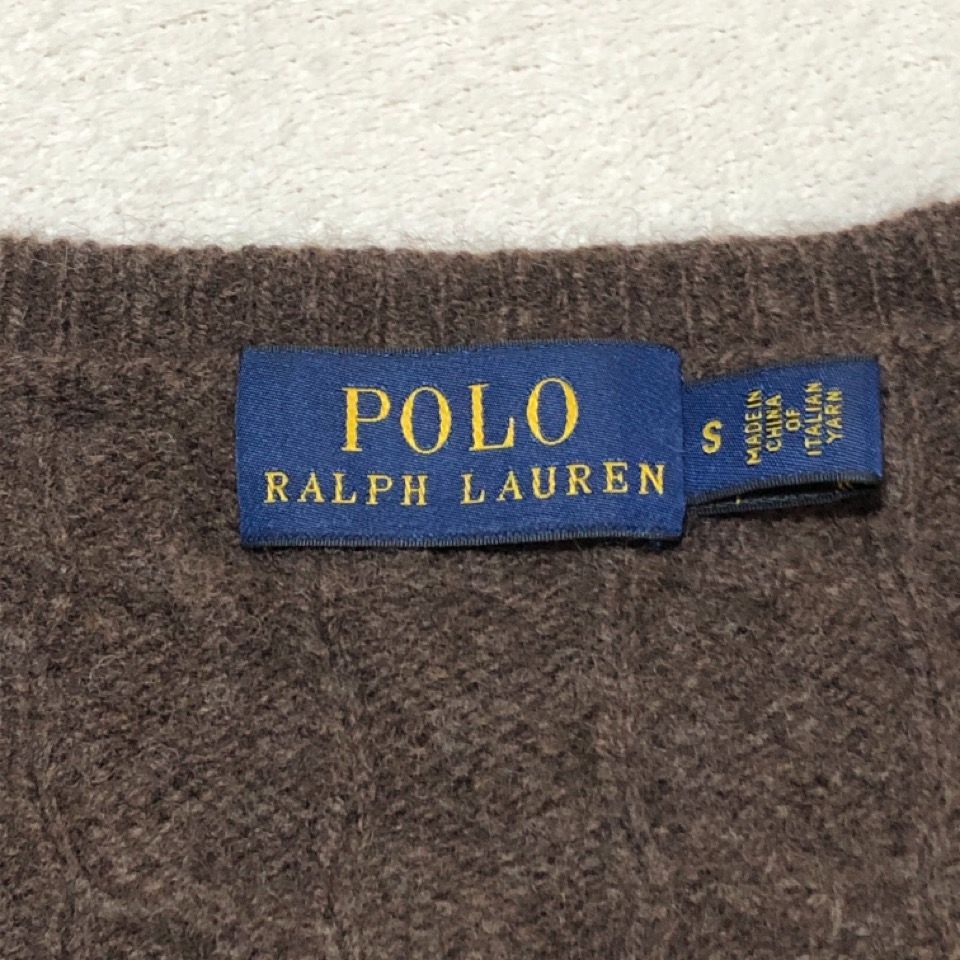 POLO
RALPH LAUREN
S
MADE IN
CHINA
OF
ITALIAN
YARN